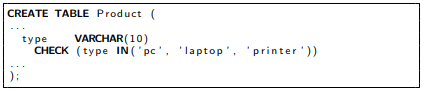 CREATE TABLE Product (
...
type VARCHAR(10)
CHECK (type IN('pc', 'laptop', 'printer'))
...
);